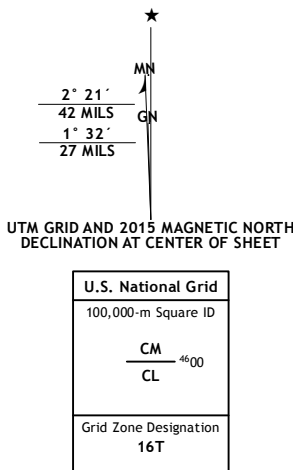 ★
MN
2° 21´
42 MILS
GN
1° 32´
27 MILS
UTM GRID AND 2015 MAGNETIC NORTH
DECLINATION AT CENTER OF SHEET
U.S. National Grid
100,000-m Square ID
CM
4600
CL
Grid Zone Designation
16T